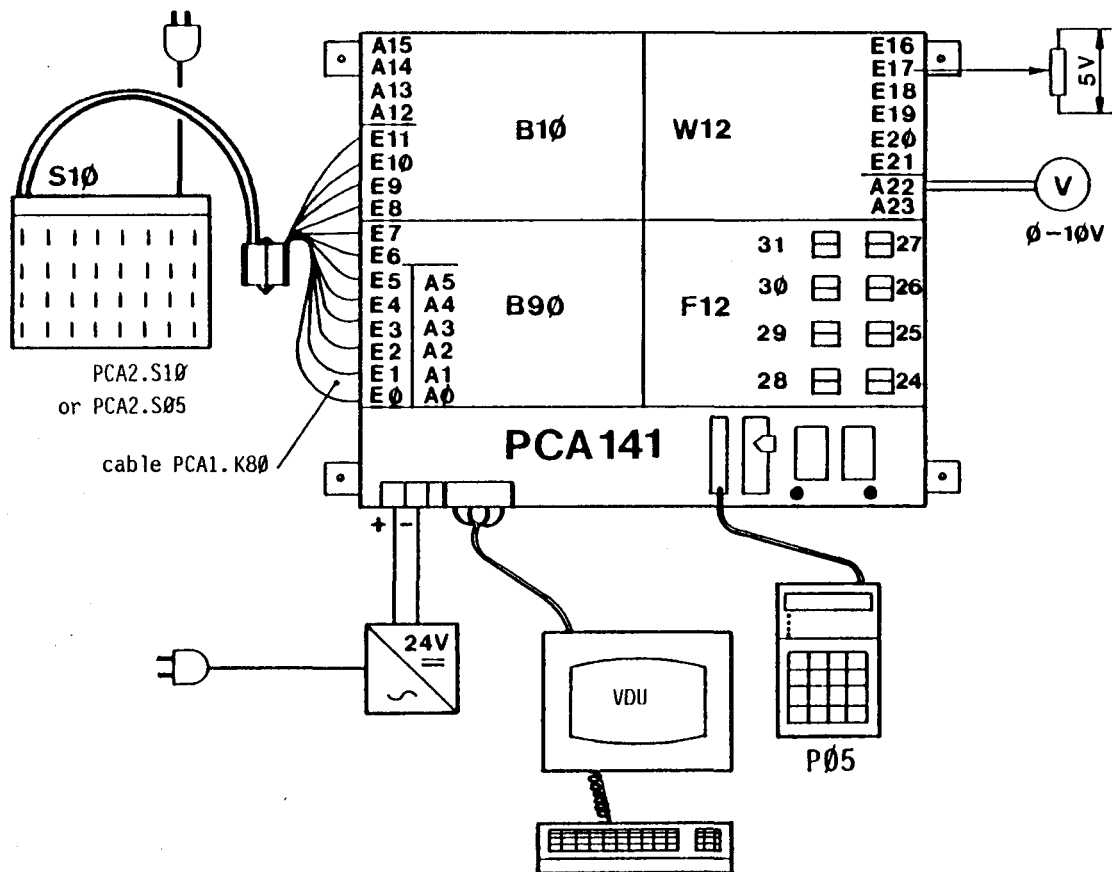 A15
A14
A13
A12
E11
E1Ø
E9
E8
E7
E6
E5 A5
E4 A4
E3 A3
E2 A2
E1 A1
EØ AØ
B1Ø
W12
E16
E17
E18
E19
E2Ø
E21
A22
A23
5V
V
Ø-1ØV
S1Ø
PCA2.S1Ø
or PCA2.SØ5
cable PCA1.K8Ø
B9Ø
F12
31 27
3Ø 26
29 25
28 24
PCA141
+ -
24V
VDU
PØ5